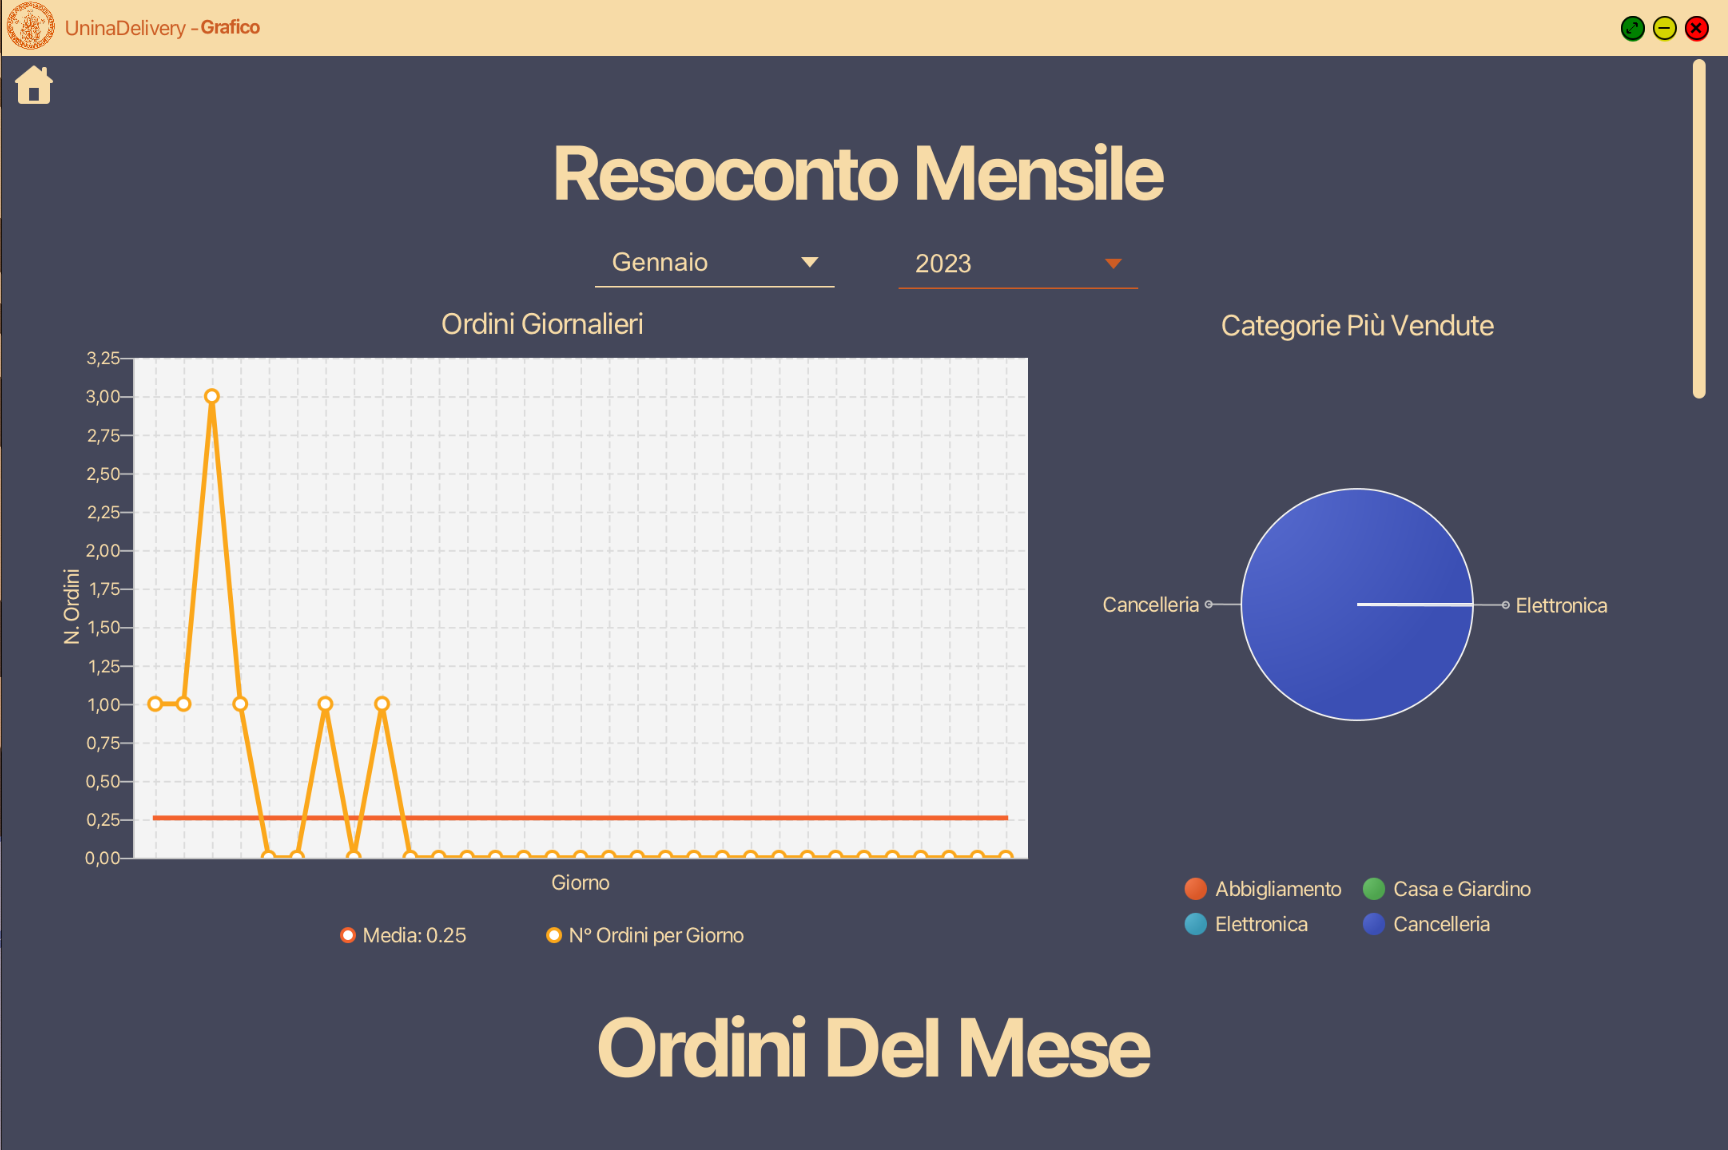 UninaDelivery - Grafico
Resoconto Mensile
Gennaio
2023
Ordini Giornalieri
3,25
3,00
2,75
2,50
2,25
2,00
1,75
1,50
1,25
1,00
0,75
0,50
0,25
0,00
N. Ordini
Giorno
Media: 0.25
N° Ordini per Giorno
Categorie Più Vendute
Cancelleria
Elettronica
Abbigliamento
Casa e Giardino
Elettronica
Cancelleria
Ordini Del Mese